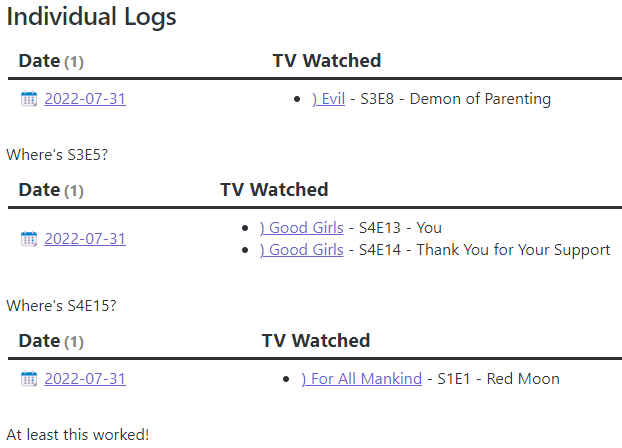 Individual Logs
Date (1) TV Watched
2022-07-31 • ) Evil - S3E8 - Demon of Parenting
Where's S3E5?
Date (1) TV Watched
• ) Good Girls - S4E13 - You
2022-07-31
• ) Good Girls - S4E14 - Thank You for Your Support
Where's S4E15?
Date (1) TV Watched
2022-07-31 • ) For All Mankind - S1E1 - Red Moon
At least this worked!